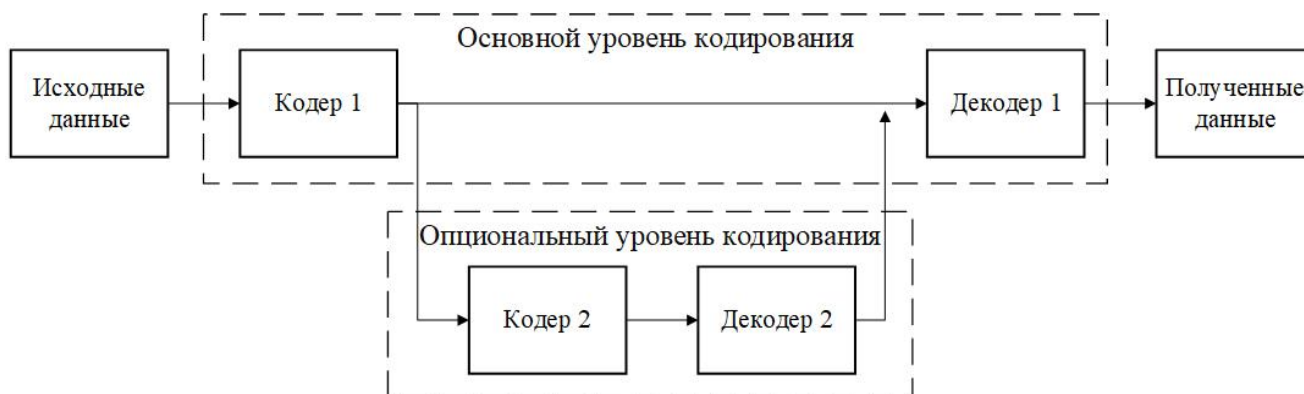 Основной уровень кодирования
Исходные
данные
Кодер 1
Декодер 1
Полученные
данные
Опциональный уровень кодирования
Кодер 2
Декодер 2